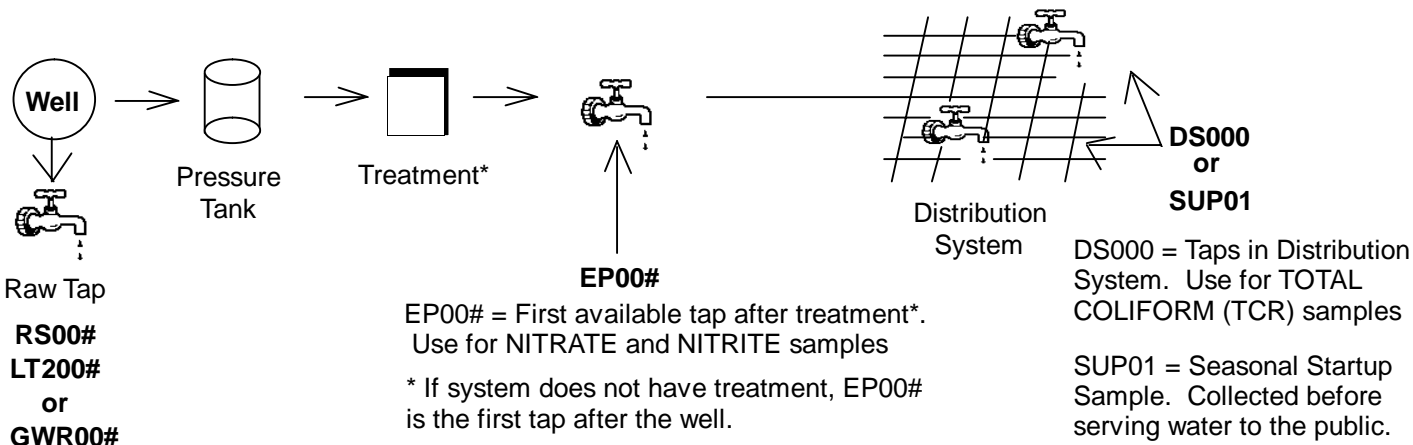 Well
Pressure
Tank
Treatment*
Raw Tap
RS00#
LT200#
or
GWR00#
EP00#
EP00# = First available tap after treatment*.
Use for NITRATE and NITRITE samples
* If system does not have treatment, EP00#
is the first tap after the well.
Distribution
System
DS000
or
SUP01
DS000 = Taps in Distribution
System. Use for TOTAL
COLIFORM (TCR) samples
SUP01 = Seasonal Startup
Sample. Collected before
serving water to the public.